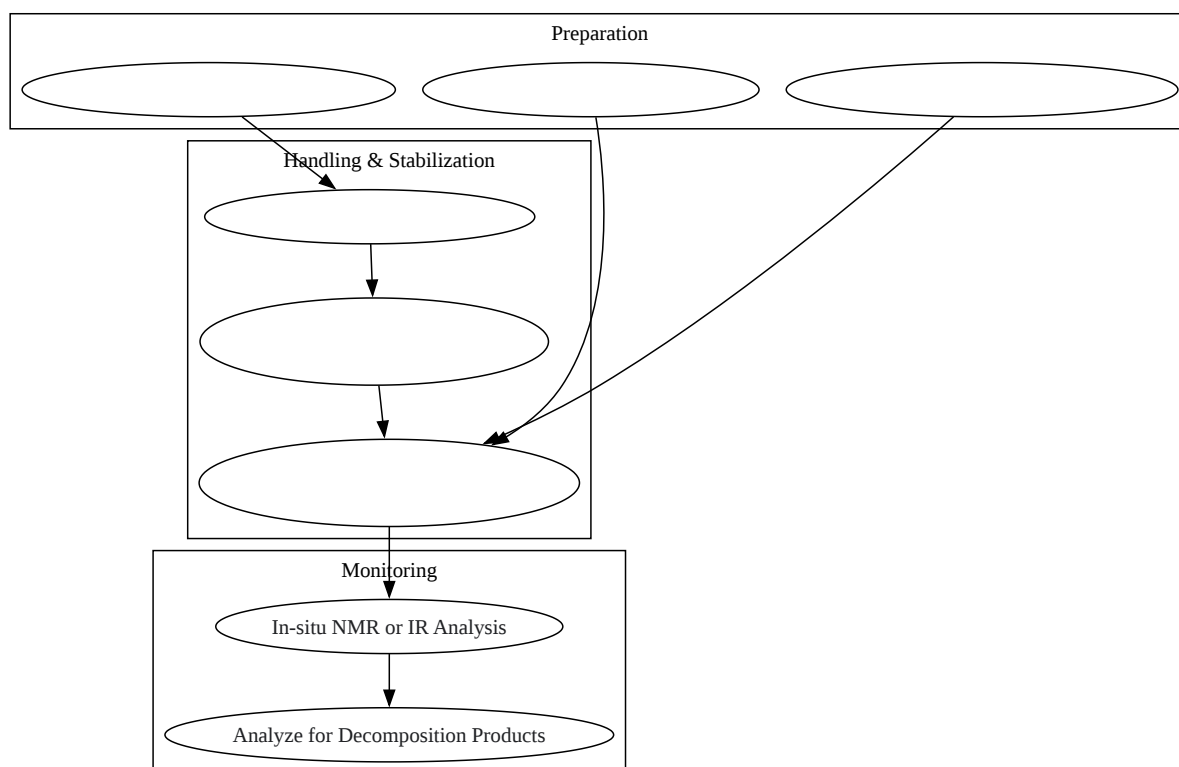 Preparation
Handling & Stabilization
Monitoring
In-situ NMR or IR Analysis
Analyze for Decomposition Products